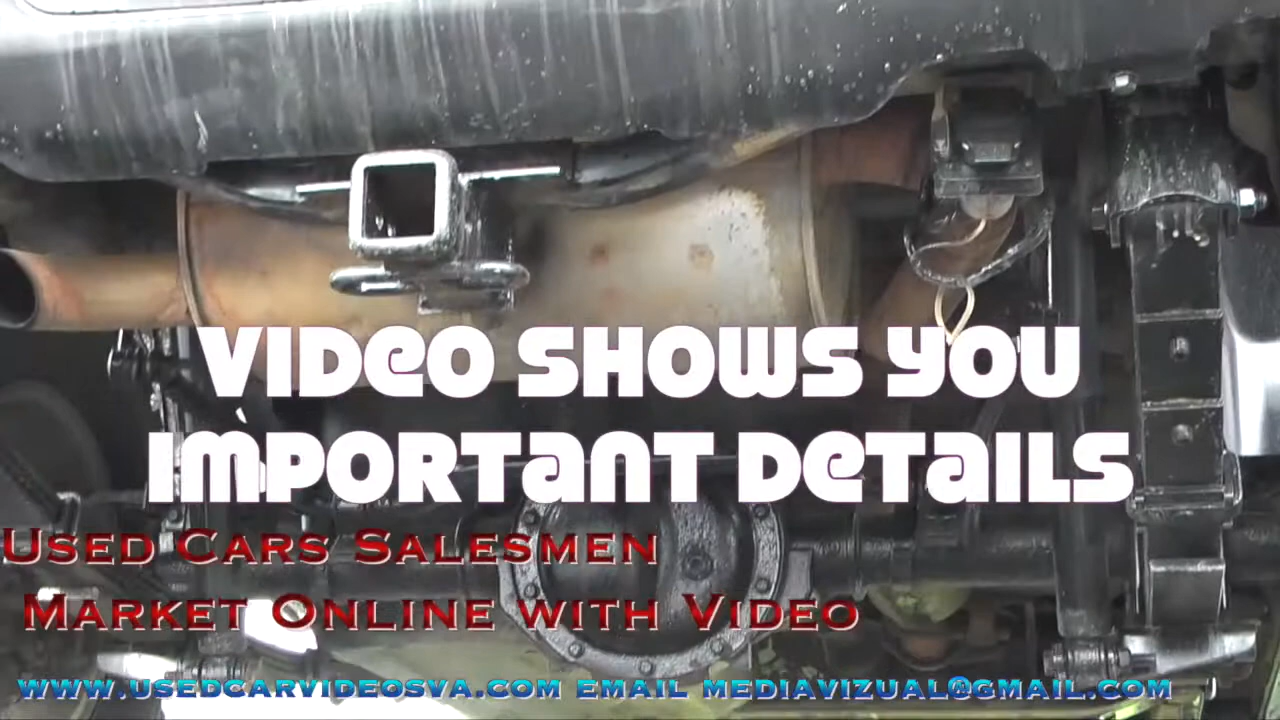 VIDEO SHOWS YOU
IMPORTANT DETAILS
USED CARS SALESMEN
MARKET ONLINE WITH VIDEO
WWW.USEDCARVIDEOSVA.COM EMAIL MEDIAVIZUAL@GMAIL.COM